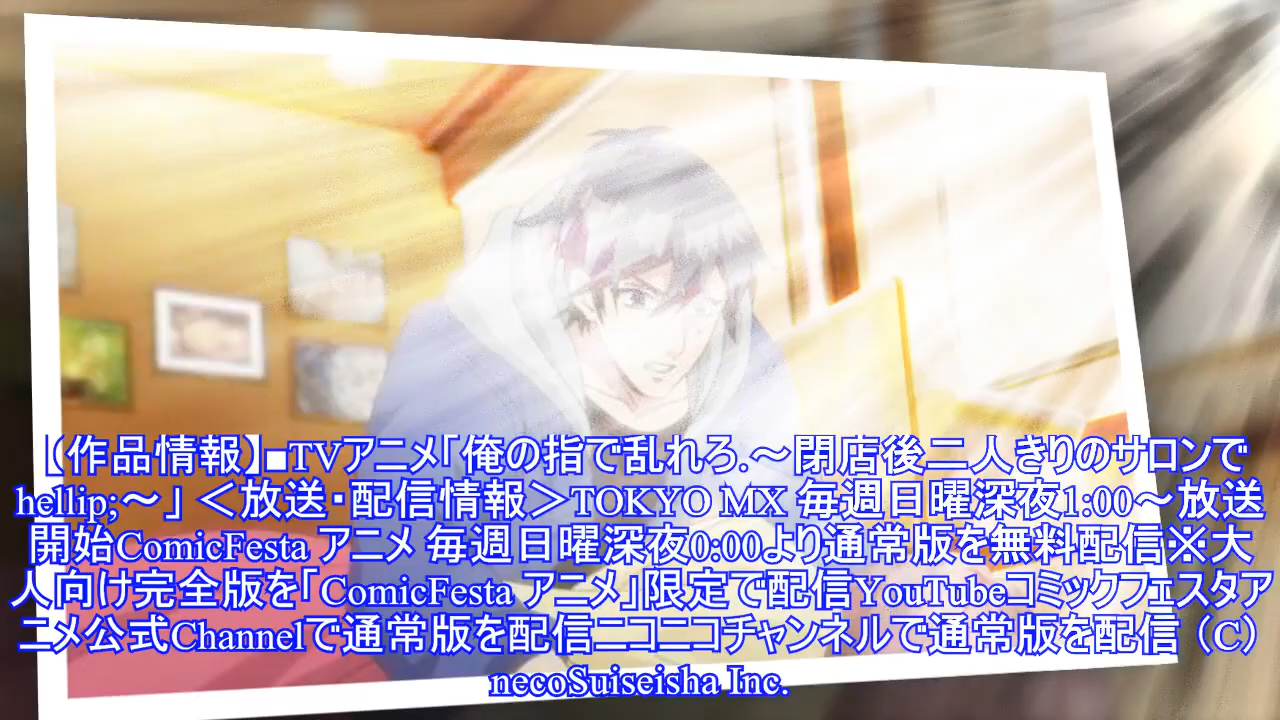 【作品情報】■TVアニメ「俺の指で乱れろ.～閉店後二人きりのサロンで
hellip;～」＜放送・配信情報＞TOKYO MX 毎週日曜深夜1:00～放送
開始ComicFesta アニメ 毎週日曜深夜0:00より通常版を無料配信※大
人向け完全版を「ComicFesta アニメ」限定で配信YouTubeコミックフェスタア
ニメ公式Channelで通常版を配信ニコニコチャンネルで通常版を配信（C）
necoSuiseisha Inc.